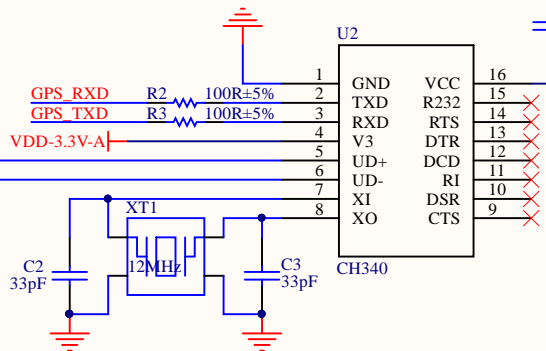 U2
1 GND VCC 16
GPS_RXD R2 100R±5% 2 TXD R232 15
GPS_TXD R3 100R±5% 3 RXD RTS 14
VDD-3.3V-A 4 V3 DTR 13
5 UD+ DCD 12
6 UD- RI 11
7 XI DSR 10
8 XO CTS 9
XT1
C2 12MHz C3 CH340
33pF 33pF